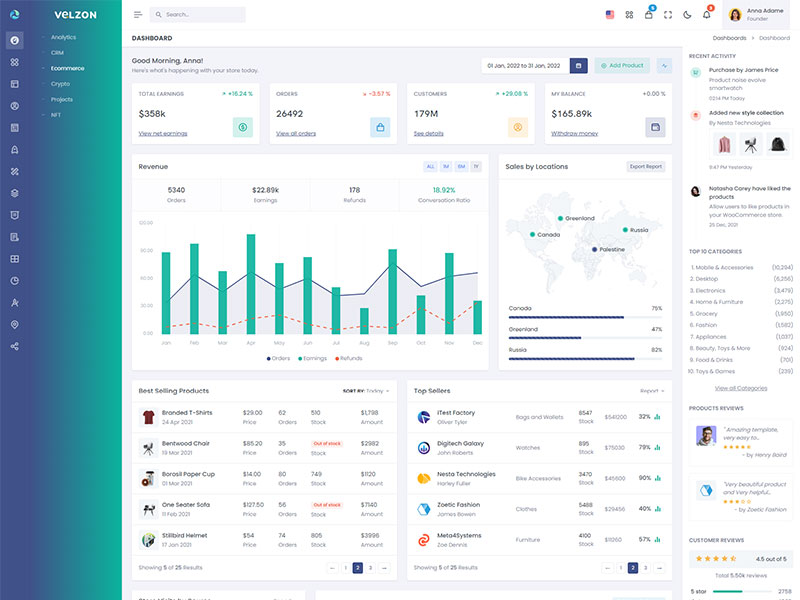 VELZON
Search...
5
3
Anna Adame
Founder
Analytics
CRM
Ecommerce
Crypto
Projects
NFT
DASHBOARD
Dashboards
Dashboard
Good Morning, Anna!
Here's what's happening with your store today.
01 Jan, 2022 to 31 Jan, 2022
Add Product
TOTAL EARNINGS
+16.24 %
$358k
View net earnings
ORDERS
-3.57 %
26492
View all orders
CUSTOMERS
+29.08 %
179M
See details
MY BALANCE
+0.00 %
$165.89k
Withdraw money
Revenue
ALL
1M
6M
1Y
5340
Orders
$22.89k
Earnings
178
Refunds
18.92%
Conversation Ratio
120.00
90.00
60.00
30.00
0.00
Jan
Feb
Mar
Apr
May
Jun
Jul
Aug
Sep
Oct
Nov
Dec
Orders
Earnings
Refunds
Sales by Locations
Export Report
Greenland
Canada
Russia
Palestine
Canada
75%
Greenland
47%
Russia
82%
Best Selling Products
SORT BY: Today
Branded T-Shirts
24 Apr 2021
$29.00
Price
62
Orders
510
Stock
$1,798
Amount
Bentwood Chair
19 Mar 2021
$85.20
Price
35
Orders
Out of stock
Stock
$2982
Amount
Borosil Paper Cup
01 Mar 2021
$14.00
Price
80
Orders
749
Stock
$1120
Amount
One Seater Sofa
11 Feb 2021
$127.50
Price
56
Orders
Out of stock
Stock
$7140
Amount
Stillbird Helmet
17 Jan 2021
$54
Price
74
Orders
805
Stock
$3996
Amount
Showing 5 of 25 Results
←
1
2
3
→
Top Sellers
Report
iTest Factory
Oliver Tyler
Bags and Wallets
8547
Stock
$541200
32%
Digitech Galaxy
John Roberts
Watches
895
Stock
$75030
79%
Nesta Technologies
Harley Fuller
Bike Accessories
3470
Stock
$45600
90%
Zoetic Fashion
James Bowen
Clothes
5488
Stock
$29456
40%
Meta4Systems
Zoe Dennis
Furniture
4100
Stock
$11260
57%
Showing 5 of 25 Results
←
1
2
3
→
RECENT ACTIVITY
Purchase by James Price
Product noise evolve
smartwatch
02:14 PM Today
Added new style collection
By Nesta Technologies
9:47 PM Yesterday
Natasha Carey have liked the
products
Allow users to like products in
your WooCommerce store.
25 Dec, 2021
TOP 10 CATEGORIES
1. Mobile & Accessories
(10,294)
2. Desktop
(6,256)
3. Electronics
(3,479)
4. Home & Furniture
(2,275)
5. Grocery
(1,950)
6. Fashion
(1,582)
7. Appliances
(1,037)
8. Beauty, Toys & More
(924)
9. Food & Drinks
(701)
10. Toys & Games
(239)
View all Categories
PRODUCTS REVIEWS
" Amazing template,
very easy to...
- by Henry Baird
"Very beautiful product
and Very helpful...
- by Zoetic Fashion
CUSTOMER REVIEWS
4.5 out of 5
Total 5.50k reviews
5 star
2758